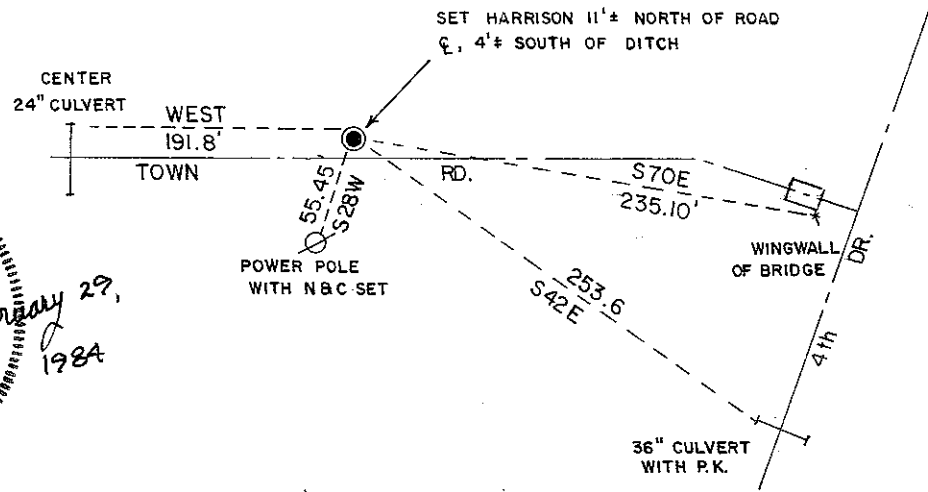 SET HARRISON 11'± NORTH OF ROAD
℄, 4'± SOUTH OF DITCH
CENTER
24" CULVERT
WEST
191.8'
TOWN
RD.
S70E
235.10'
55.45
S28W
WINGWALL
OF BRIDGE
DR.
4th
POWER POLE
WITH N&C SET
253.6
S42E
29,
1984
36" CULVERT
WITH P.K.